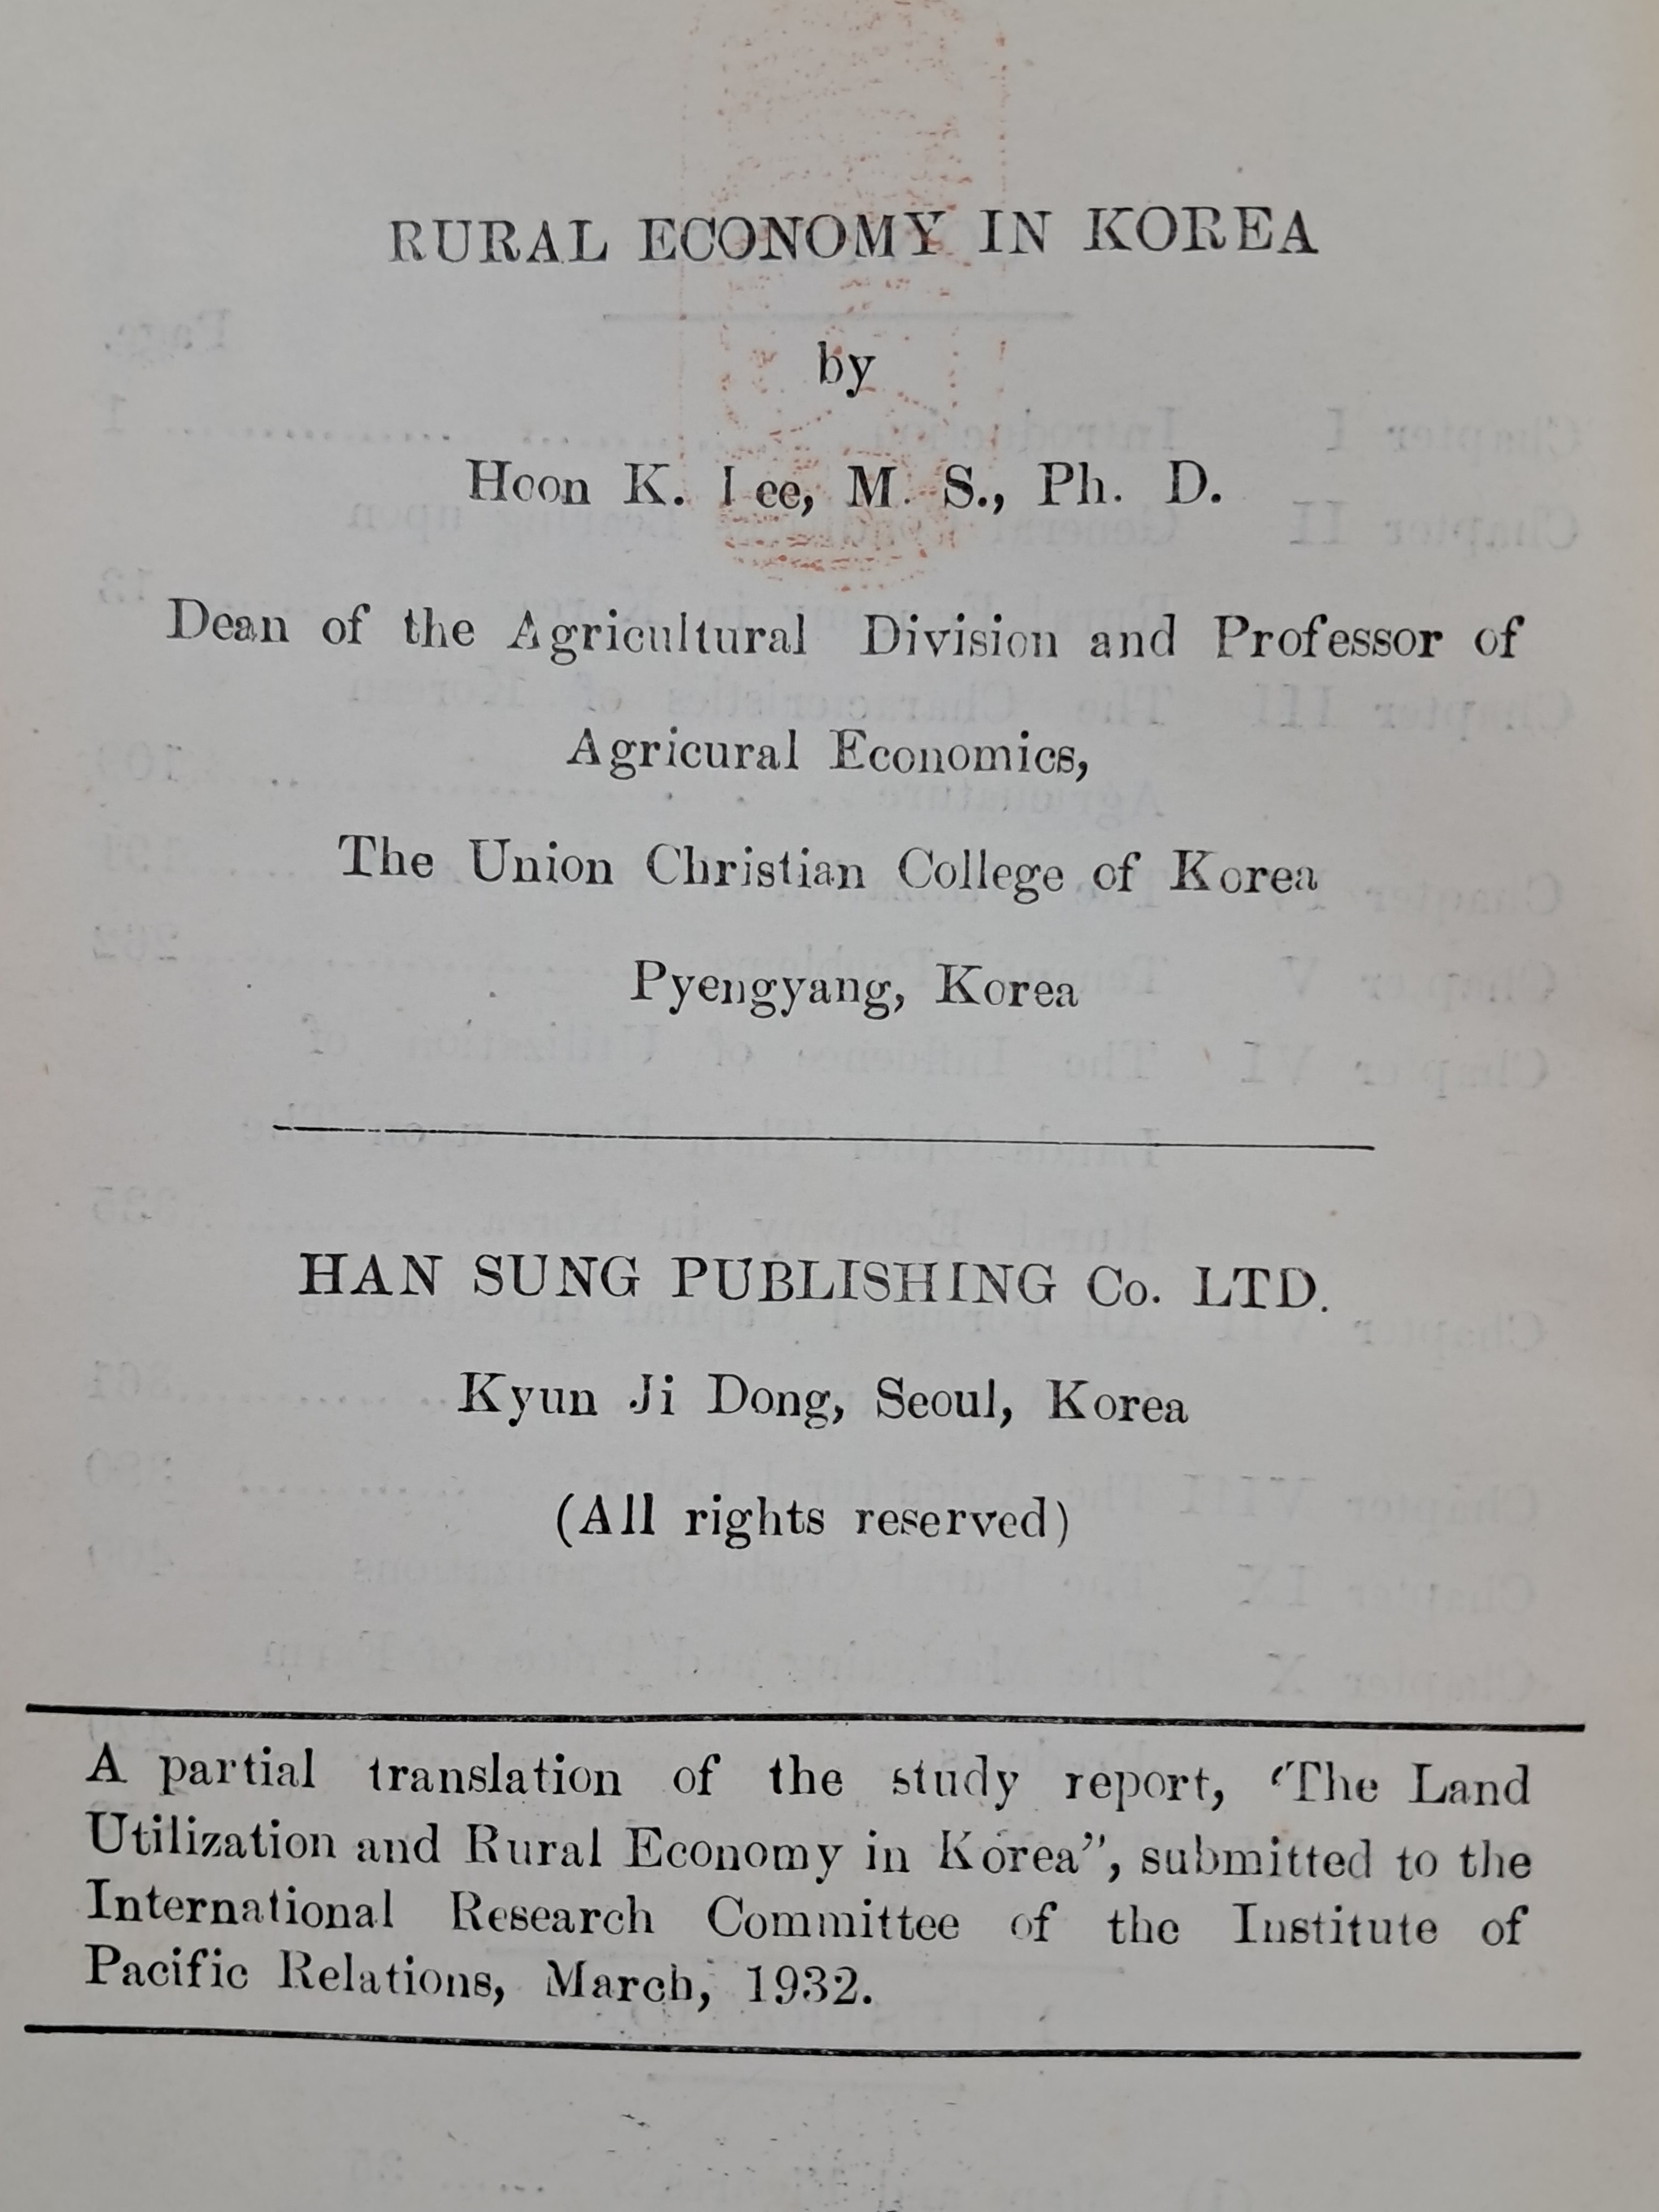 RURAL ECONOMY IN KOREA
by
Hoon K. Lee, M. S., Ph. D.
Dean of the Agricultural Division and Professor of
Agricural Economics,
The Union Christian College of Korea
Pyengyang, Korea
HAN SUNG PUBLISHING Co. LTD.
Kyun Ji Dong, Seoul, Korea
(All rights reserved)
A partial translation of the study report, ‘The Land
Utilization and Rural Economy in Korea”, submitted to the
International Research Committee of the Institute of
Pacific Relations, March, 1932.